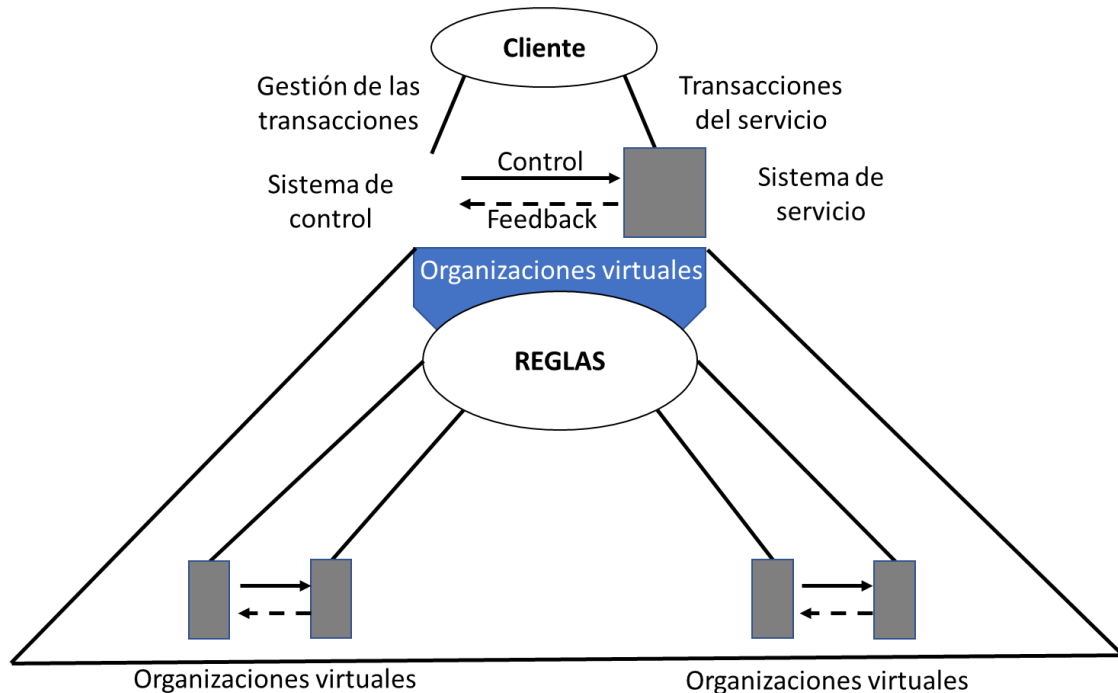 Cliente
Gestión de las
transacciones
Transacciones
del servicio
Control
Sistema de
control
Sistema de
servicio
Feedback
Organizaciones virtuales
REGLAS
Organizaciones virtuales
Organizaciones virtuales